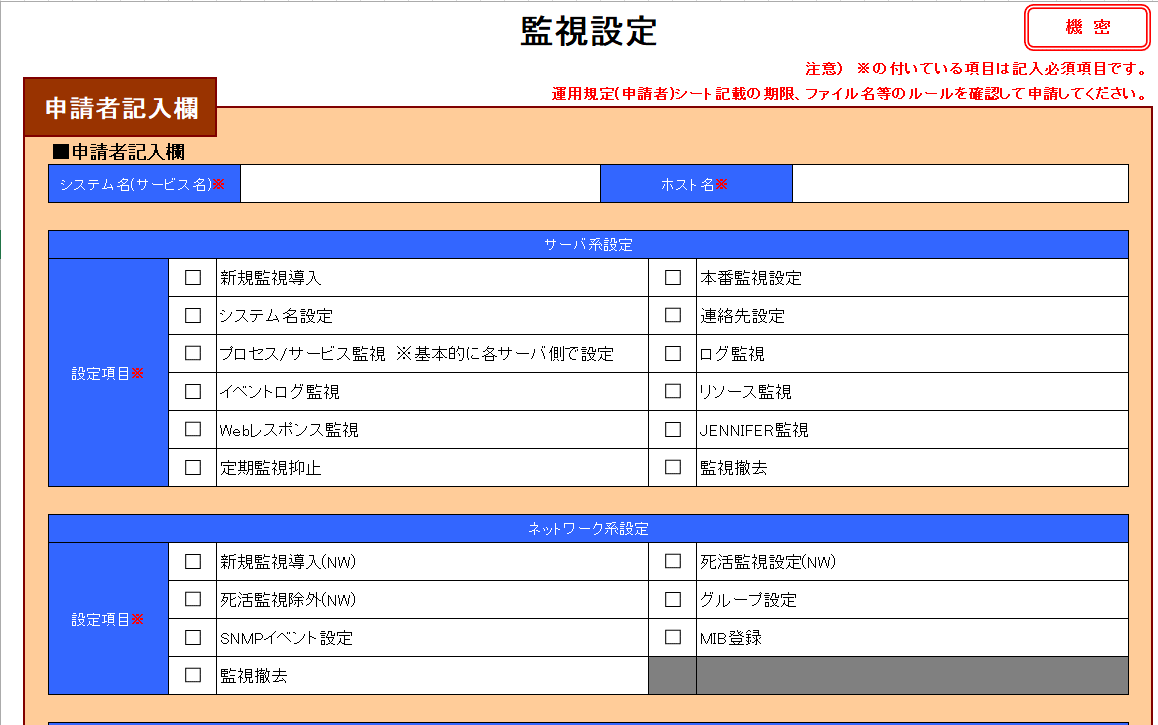 監視設定
機 密
注意） ※の付いている項目は記入必須項目です。
運用規定(申請者)シート記載の期限、ファイル名等のルールを確認して申請してください。
申請者記入欄
■申請者記入欄
システム名(サービス名)※
ホスト名※
サーバ系設定
設定項目※
□ 新規監視導入
□ 本番監視設定
□ システム名設定
□ 連絡先設定
□ プロセス/サービス監視 ※基本的に各サーバ側で設定
□ ログ監視
□ イベントログ監視
□ リソース監視
□ Webレスポンス監視
□ JENNIFER監視
□ 定期監視抑止
□ 監視撤去
ネットワーク系設定
設定項目※
□ 新規監視導入(NW)
□ 死活監視設定(NW)
□ 死活監視除外(NW)
□ グループ設定
□ SNMPイベント設定
□ MIB登録
□ 監視撤去